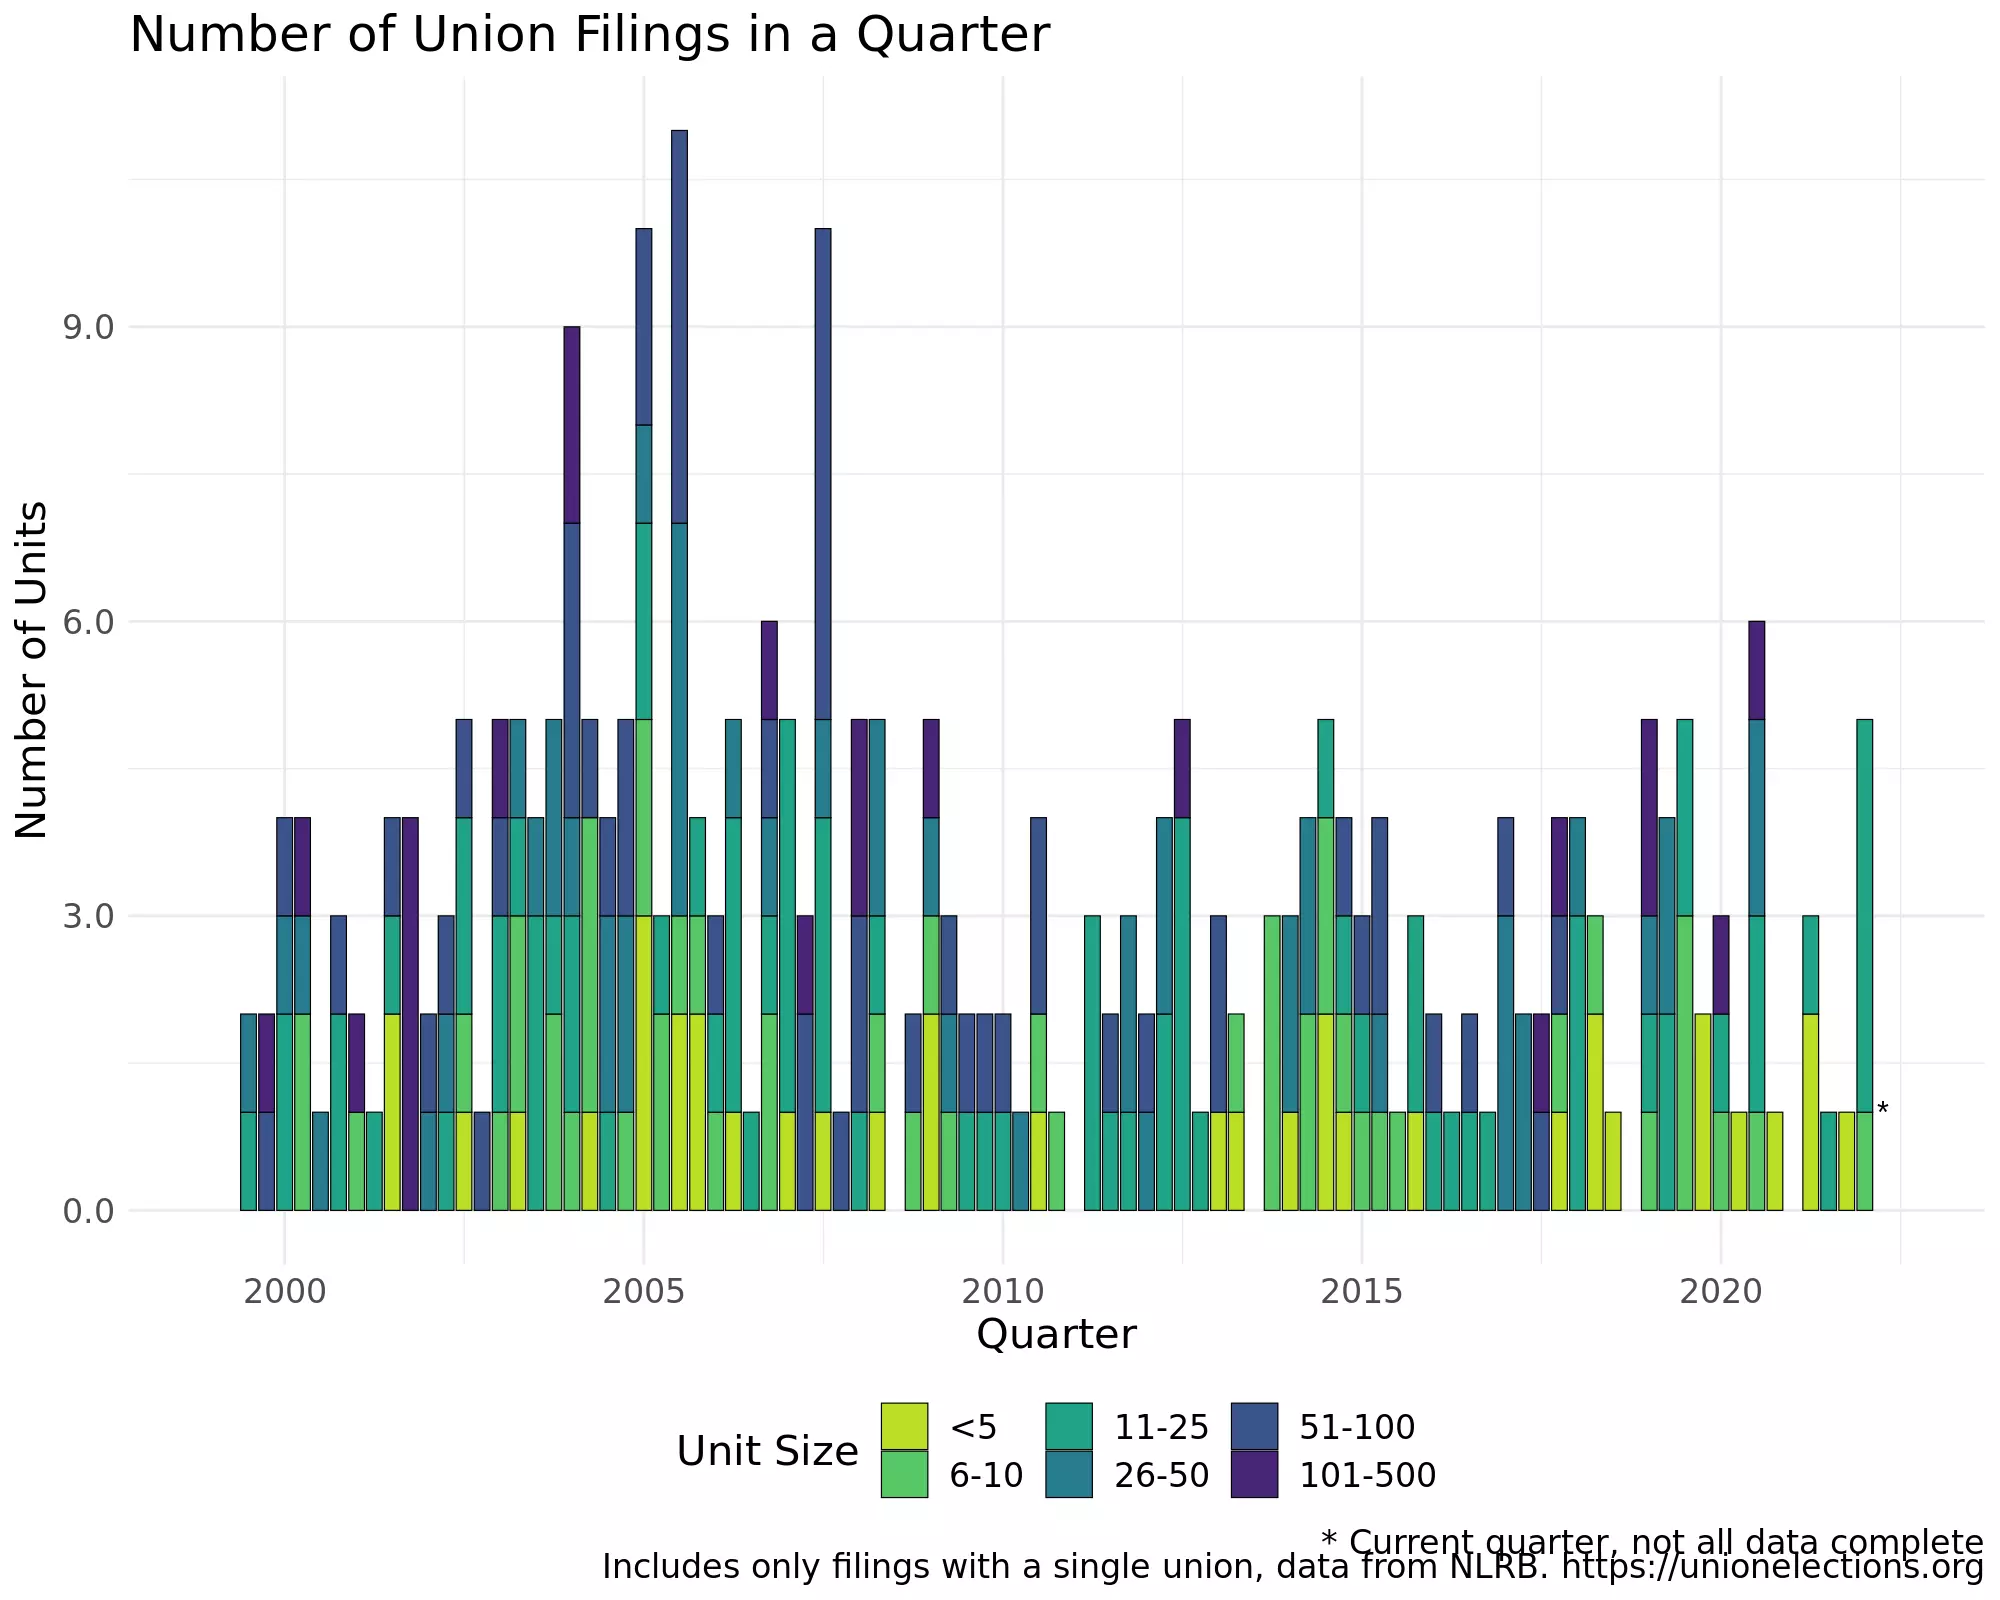 Number of Union Filings in a Quarter
Number of Units
9.0
6.0
3.0
0.0
*
2000 2005 2010 2015 2020
Quarter
Unit Size
<5 11-25 51-100
6-10 26-50 101-500
* Current quarter, not all data complete
Includes only filings with a single union, data from NLRB. https://unionelections.org